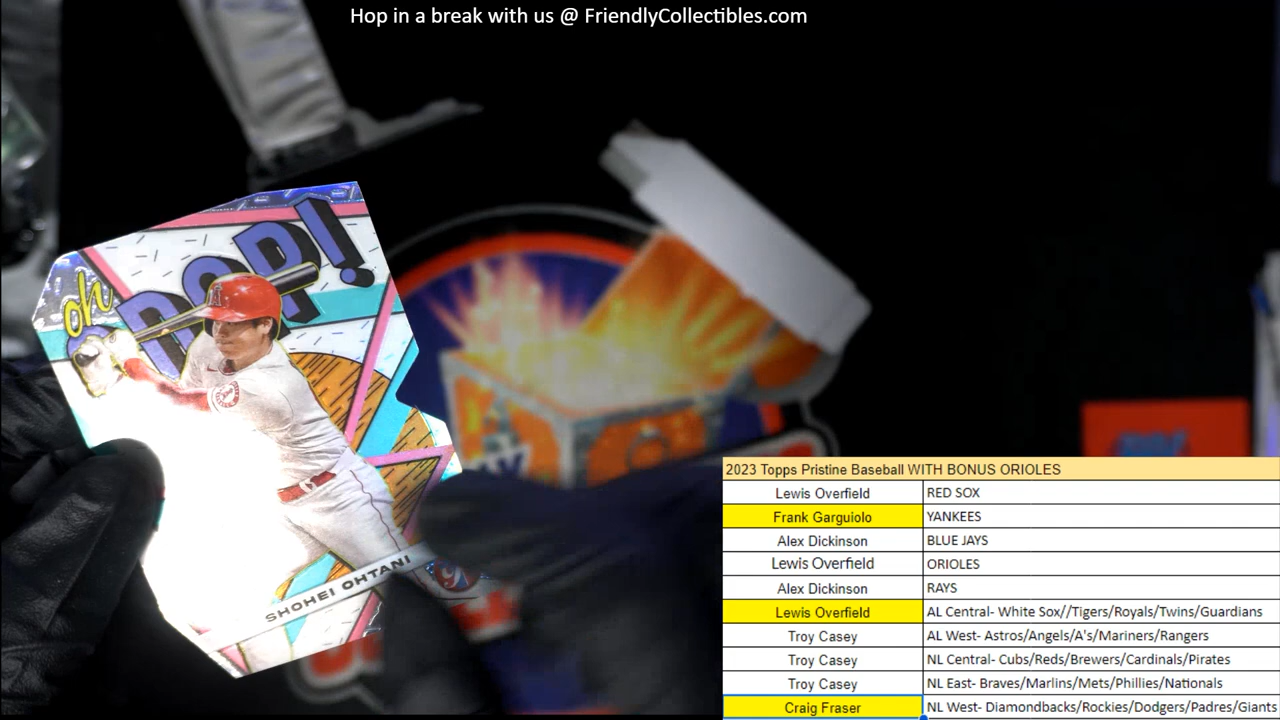 Hop in a break with us @ FriendlyCollectibles.com
oh
POP!
SHOHEI OHTANI
2023 Topps Pristine Baseball WITH BONUS ORIOLES
Lewis Overfield RED SOX
Frank Garguiolo YANKEES
Alex Dickinson BLUE JAYS
Lewis Overfield ORIOLES
Alex Dickinson RAYS
Lewis Overfield AL Central- White Sox//Tigers/Royals/Twins/Guardians
Troy Casey AL West- Astros/Angels/A's/Mariners/Rangers
Troy Casey NL Central- Cubs/Reds/Brewers/Cardinals/Pirates
Troy Casey NL East- Braves/Marlins/Mets/Phillies/Nationals
Craig Fraser NL West- Diamondbacks/Rockies/Dodgers/Padres/Giants